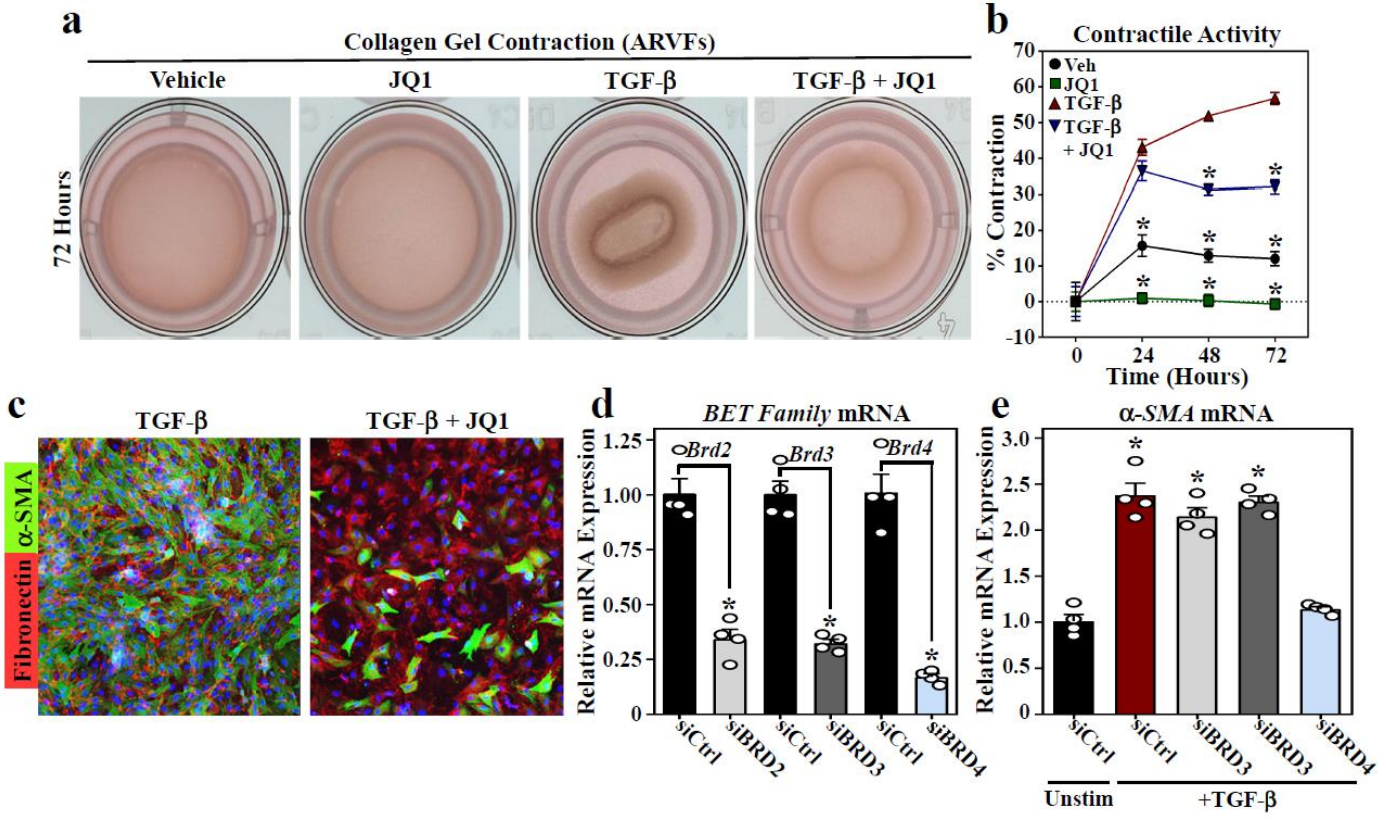 a
Collagen Gel Contraction (ARVFs)
Vehicle JQ1 TGF-β TGF-β + JQ1
72 Hours
b
Contractile Activity
% Contraction
70
60
50
40
30
20
10
0
-10
Veh
JQ1
TGF-β
TGF-β
+ JQ1
* * *
* * *
* *
0 24 48 72
Time (Hours)
c
TGF-β TGF-β + JQ1
Fibronectin α-SMA
d
BET Family mRNA
Relative mRNA Expression
1.25
1.00
0.75
0.50
0.25
0
Brd2 Brd3 Brd4
* * *
siCtrl siBRD2 siCtrl siBRD3 siCtrl siBRD4
e
α-SMA mRNA
Relative mRNA Expression
3.0
2.5
2.0
1.5
1.0
0.5
0
* * *
siCtrl siCtrl siBRD3 siBRD3 siBRD4
Unstim +TGF-β